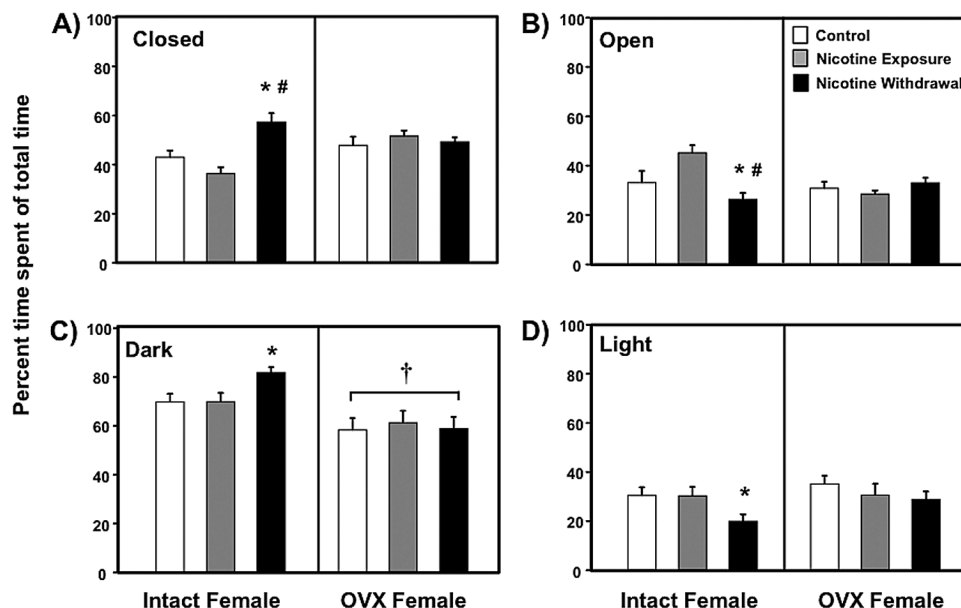 A)
Closed
* #
100
80
60
40
20
0
B)
Open
Control
Nicotine Exposure
Nicotine Withdrawal
* #
100
80
60
40
20
0
Percent time spent of total time
C)
Dark
*
†
100
80
60
40
20
0
D)
Light
*
100
80
60
40
20
0
Intact Female OVX Female
Intact Female OVX Female